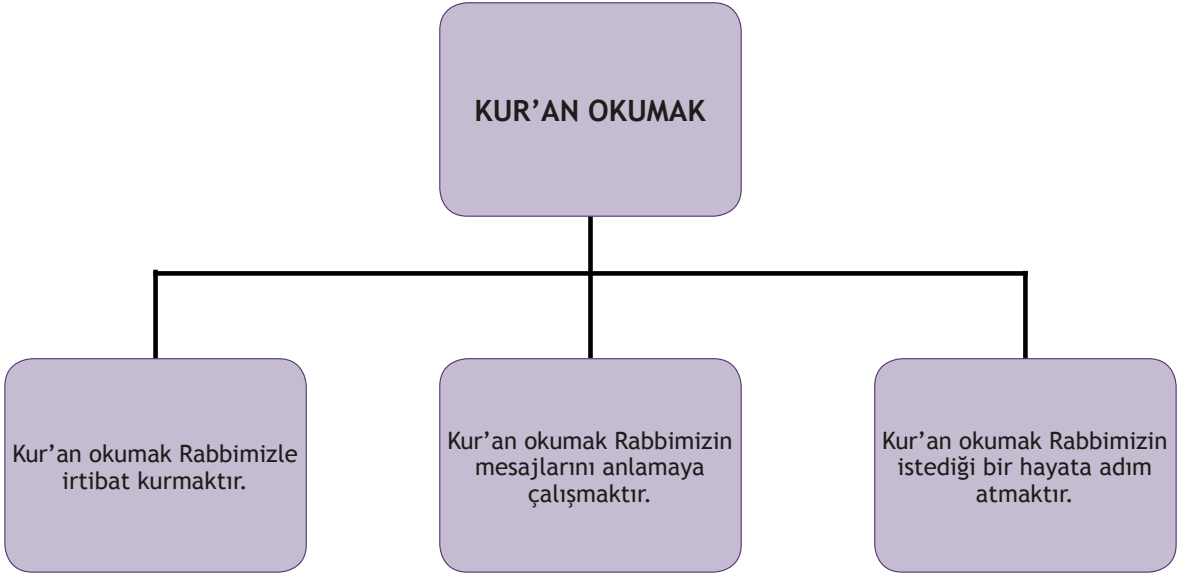 KUR’AN OKUMAK
Kur’an okumak Rabbimizle
irtibat kurmaktır.
Kur’an okumak Rabbimizin
mesajlarını anlamaya
çalışmaktır.
Kur’an okumak Rabbimizin
istediği bir hayata adım
atmaktır.